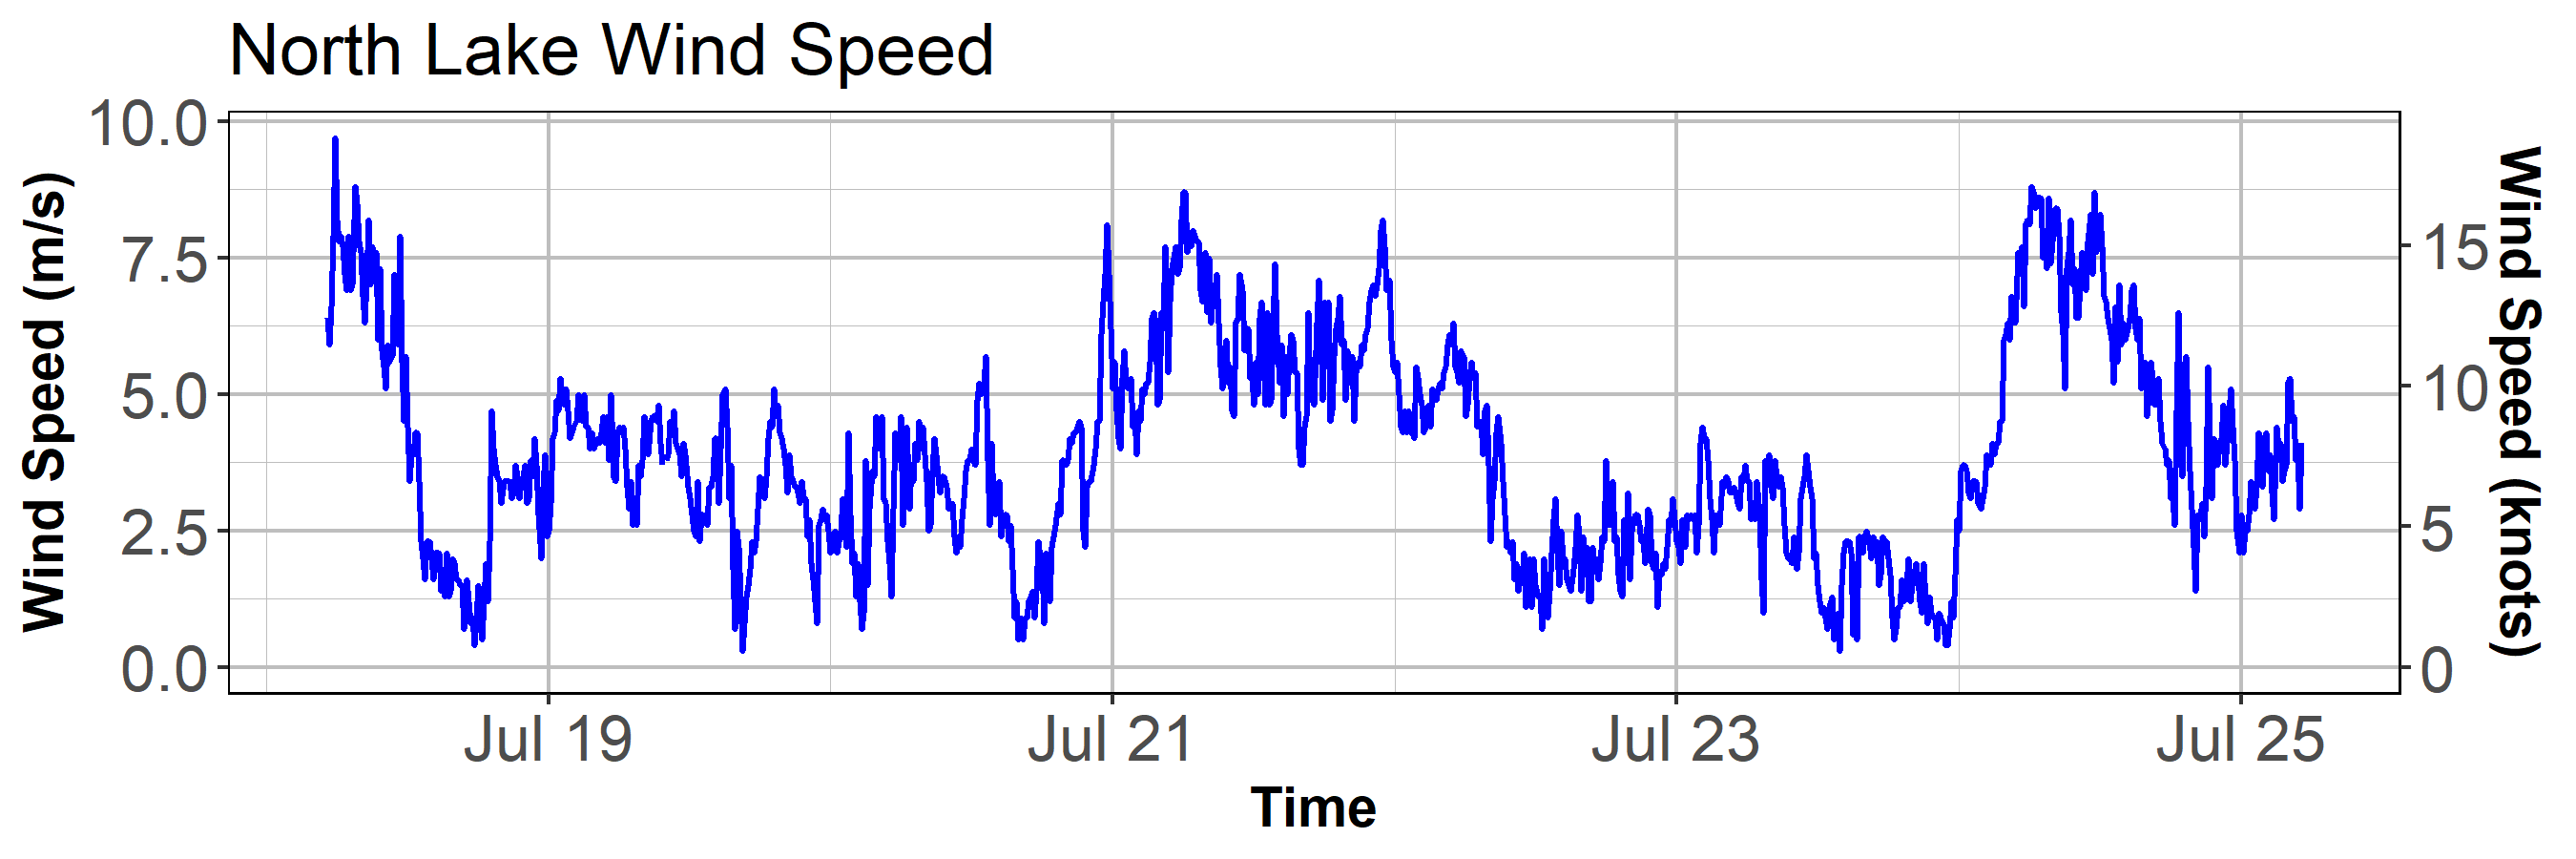 North Lake Wind Speed
Wind Speed (m/s)
10.0
7.5
5.0
2.5
0.0
Wind Speed (knots)
15
10
5
0
Jul 19
Jul 21
Jul 23
Jul 25
Time